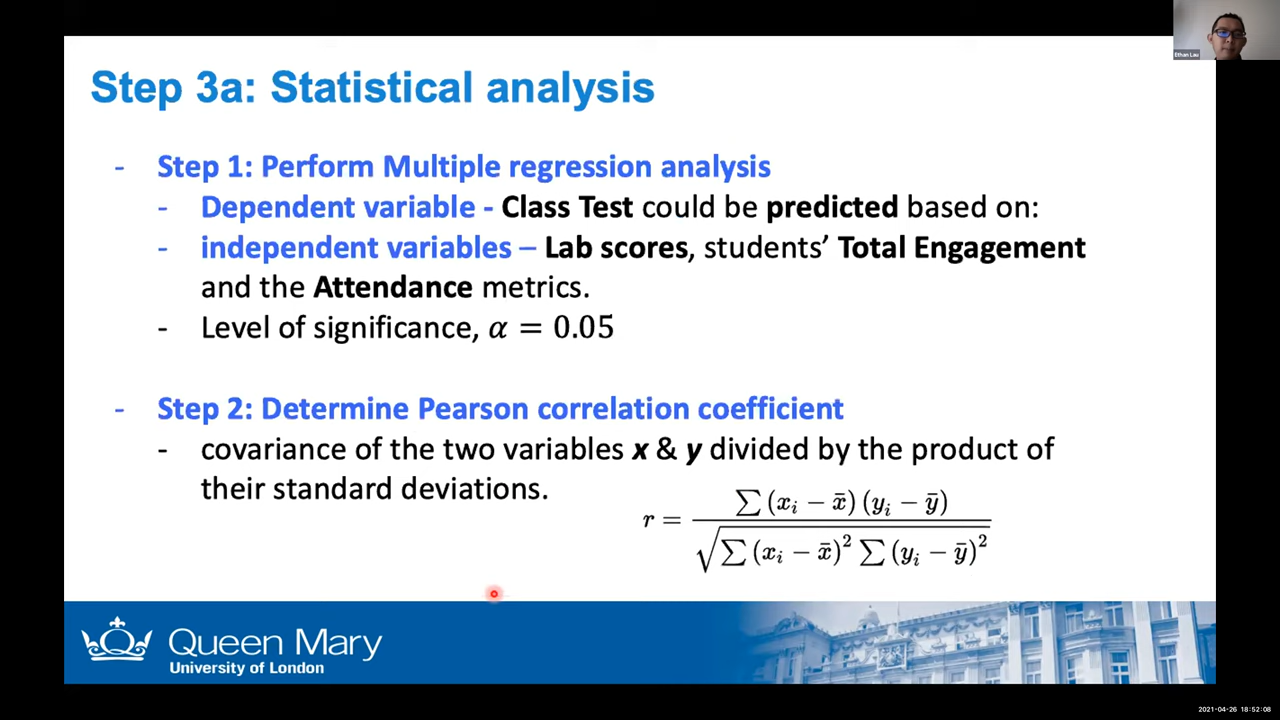 Ethan Lau
Step 3a: Statistical analysis
- Step 1: Perform Multiple regression analysis
- Dependent variable - Class Test could be predicted based on:
- independent variables – Lab scores, students’ Total Engagement
and the Attendance metrics.
- Level of significance, α = 0.05
- Step 2: Determine Pearson correlation coefficient
- covariance of the two variables x & y divided by the product of
their standard deviations.
r = ∑ (xᵢ − x̄) (yᵢ − ȳ) / √(∑ (xᵢ − x̄)² ∑ (yᵢ − ȳ)²)
Queen Mary
University of London
2021-04-26 18:52:08